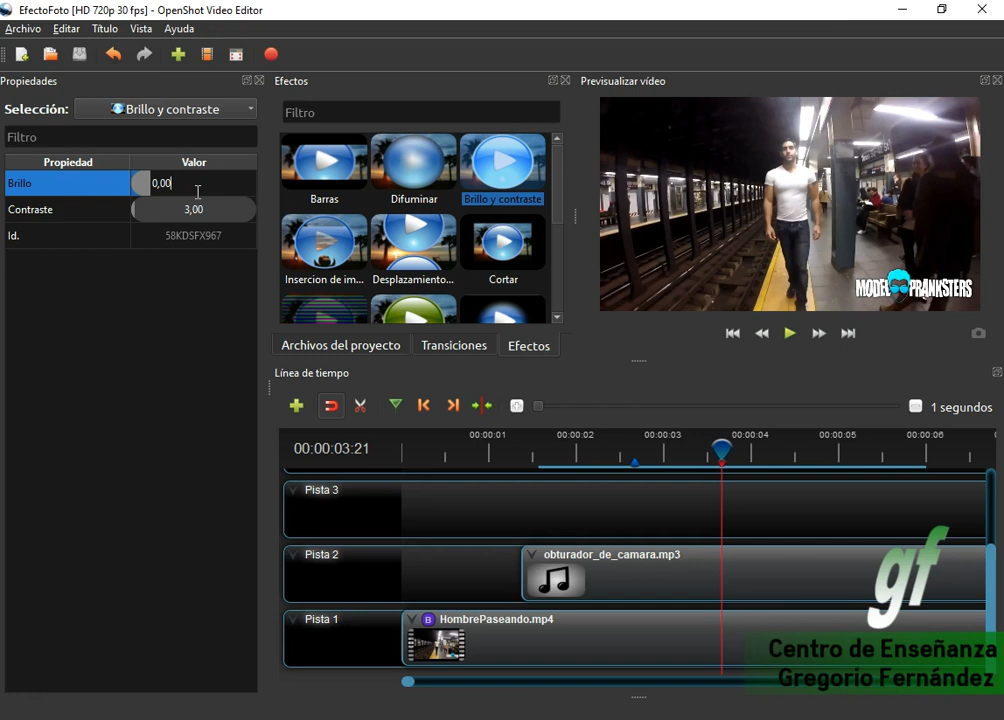 EfectoFoto [HD 720p 30 fps] - OpenShot Video Editor
Archivo Editar Título Vista Ayuda
Propiedades
Selección: Brillo y contraste
Filtro
Propiedad Valor
Brillo 0,00
Contraste 3,00
Id. 58KDSFX967
Efectos
Filtro
Barras Difuminar Brillo y contraste
Insercion de im... Desplazamiento... Cortar
Archivos del proyecto Transiciones Efectos
Previsualizar vídeo
MODEL PRANKSTERS
Línea de tiempo
1 segundos
00:00:03:21
00:00:01 00:00:02 00:00:03 00:00:04 00:00:05 00:00:06
Pista 3
Pista 2
obturador_de_camara.mp3
Pista 1
B HombrePaseando.mp4
gf
Centro de Enseñanza
Gregorio Fernández